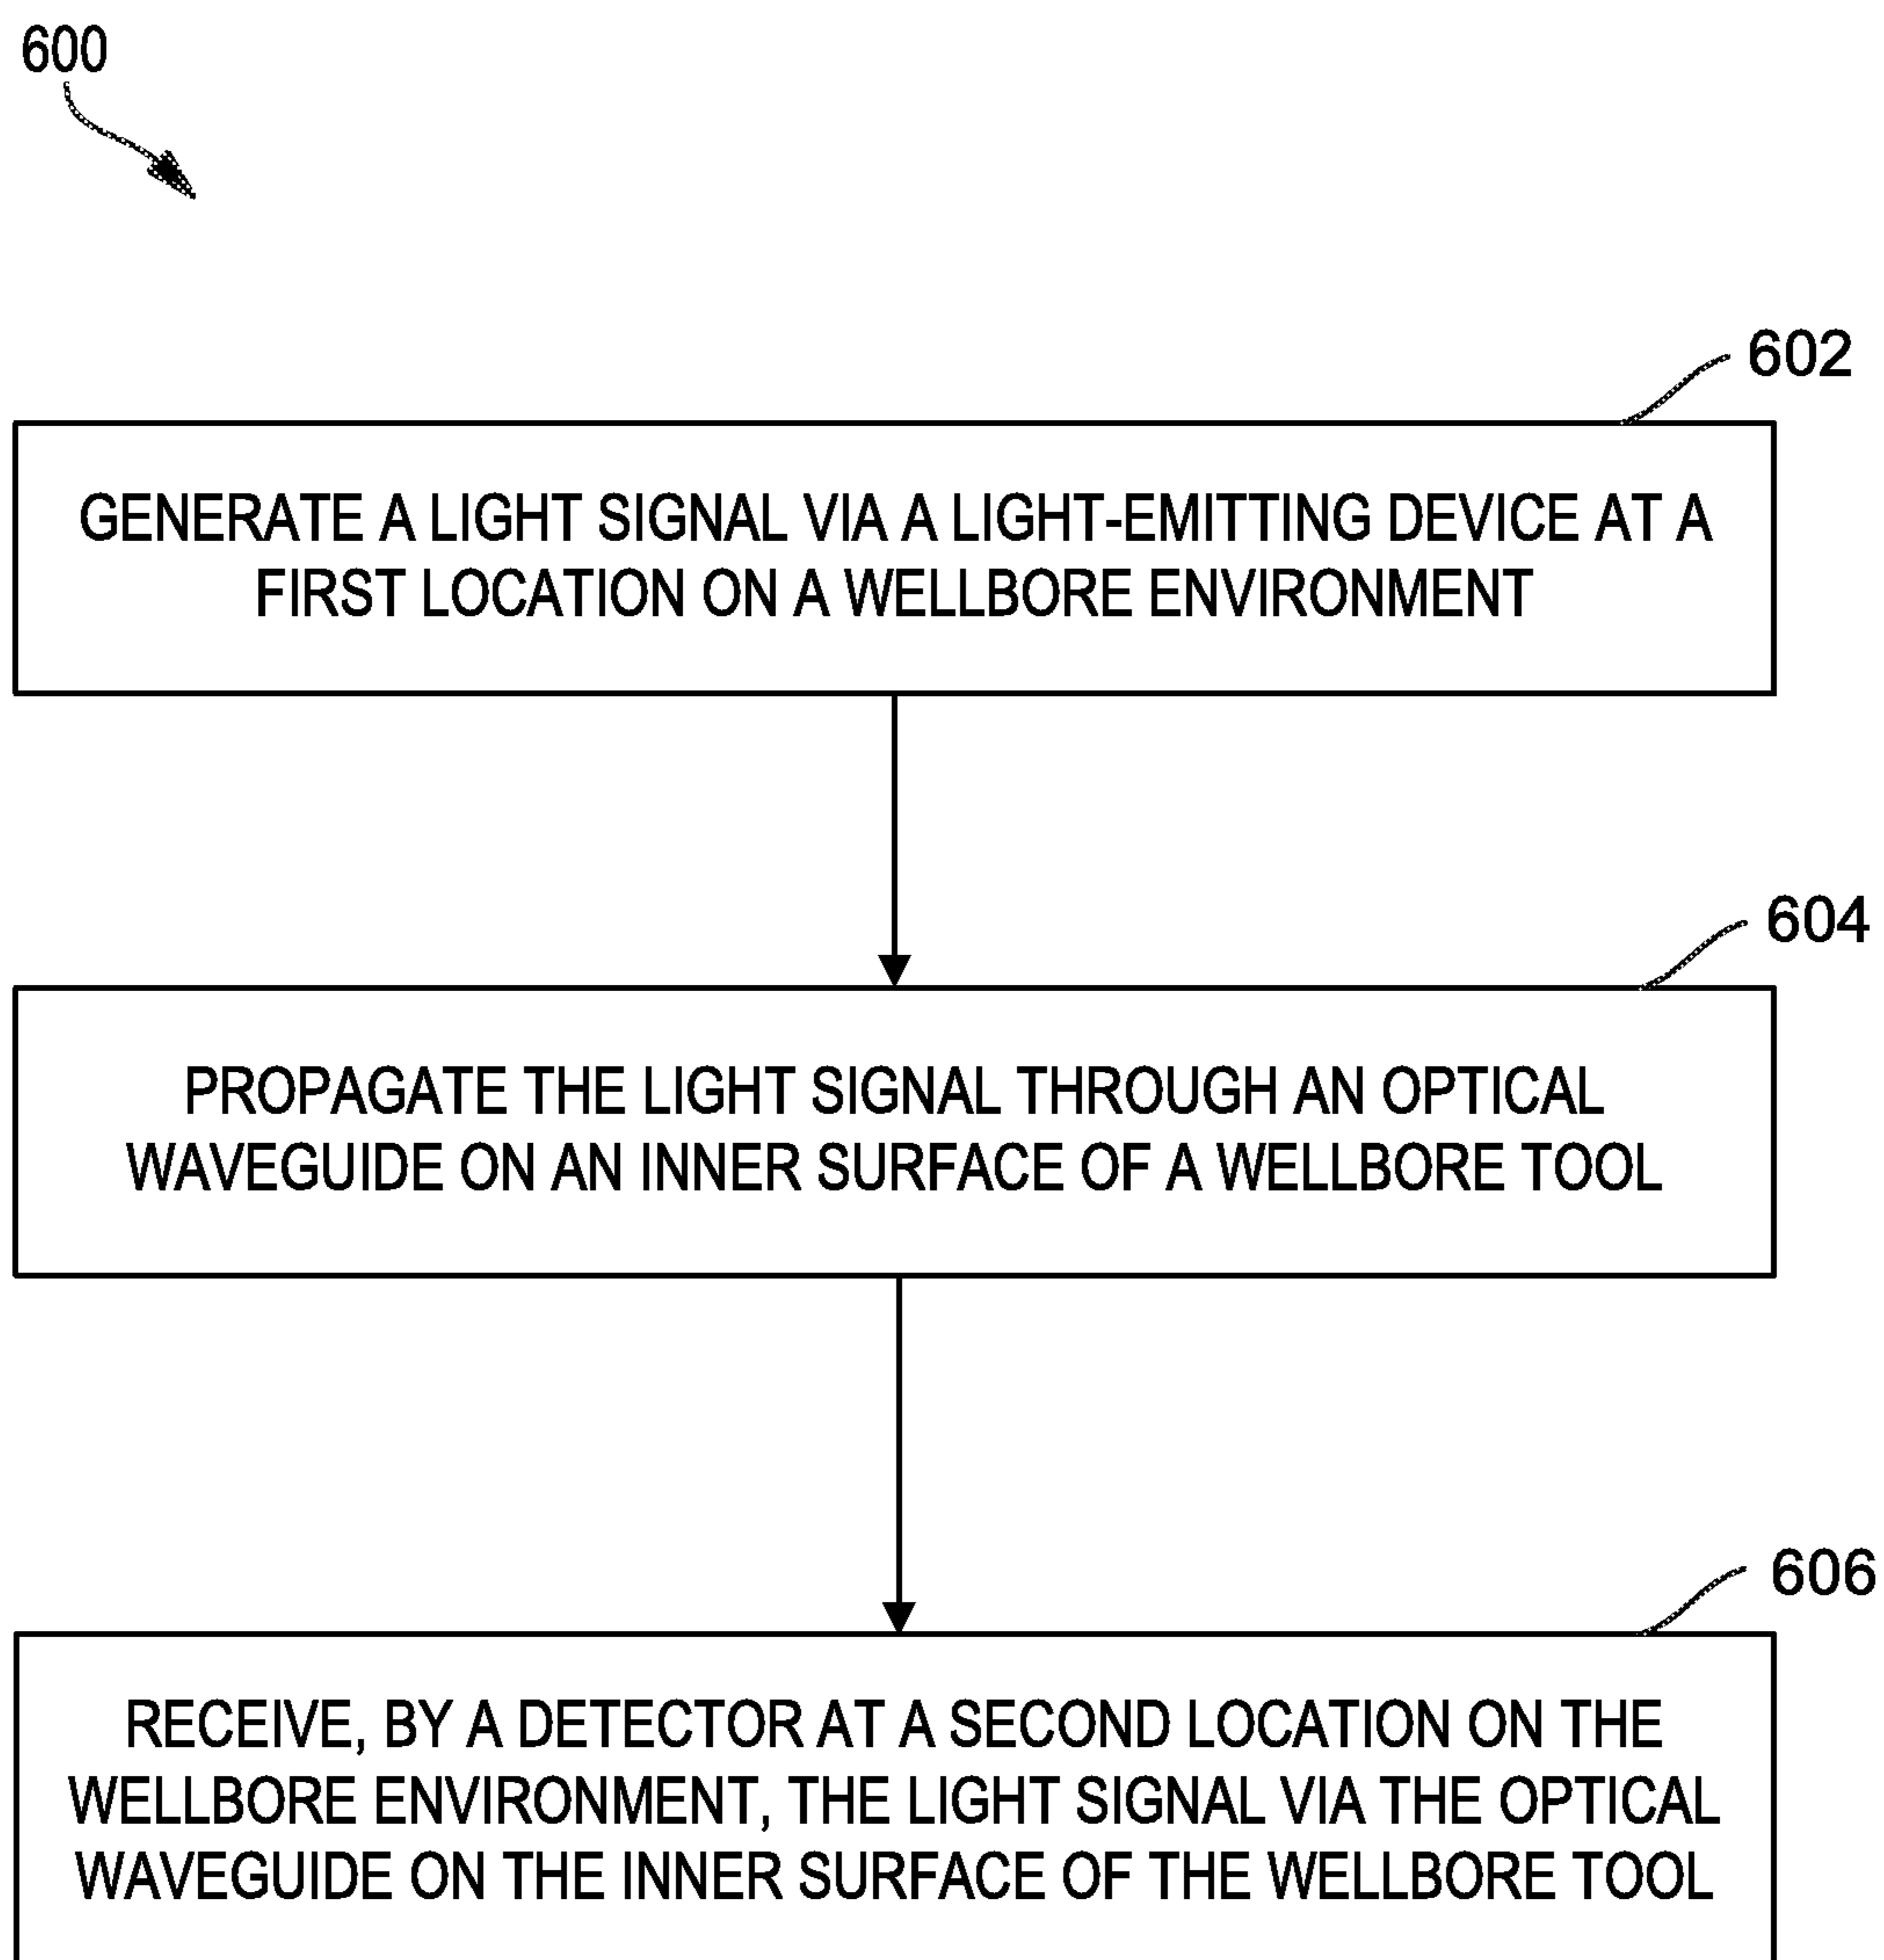 600
602
GENERATE A LIGHT SIGNAL VIA A LIGHT-EMITTING DEVICE AT A
FIRST LOCATION ON A WELLBORE ENVIRONMENT
604
PROPAGATE THE LIGHT SIGNAL THROUGH AN OPTICAL
WAVEGUIDE ON AN INNER SURFACE OF A WELLBORE TOOL
606
RECEIVE, BY A DETECTOR AT A SECOND LOCATION ON THE
WELLBORE ENVIRONMENT, THE LIGHT SIGNAL VIA THE OPTICAL
WAVEGUIDE ON THE INNER SURFACE OF THE WELLBORE TOOL